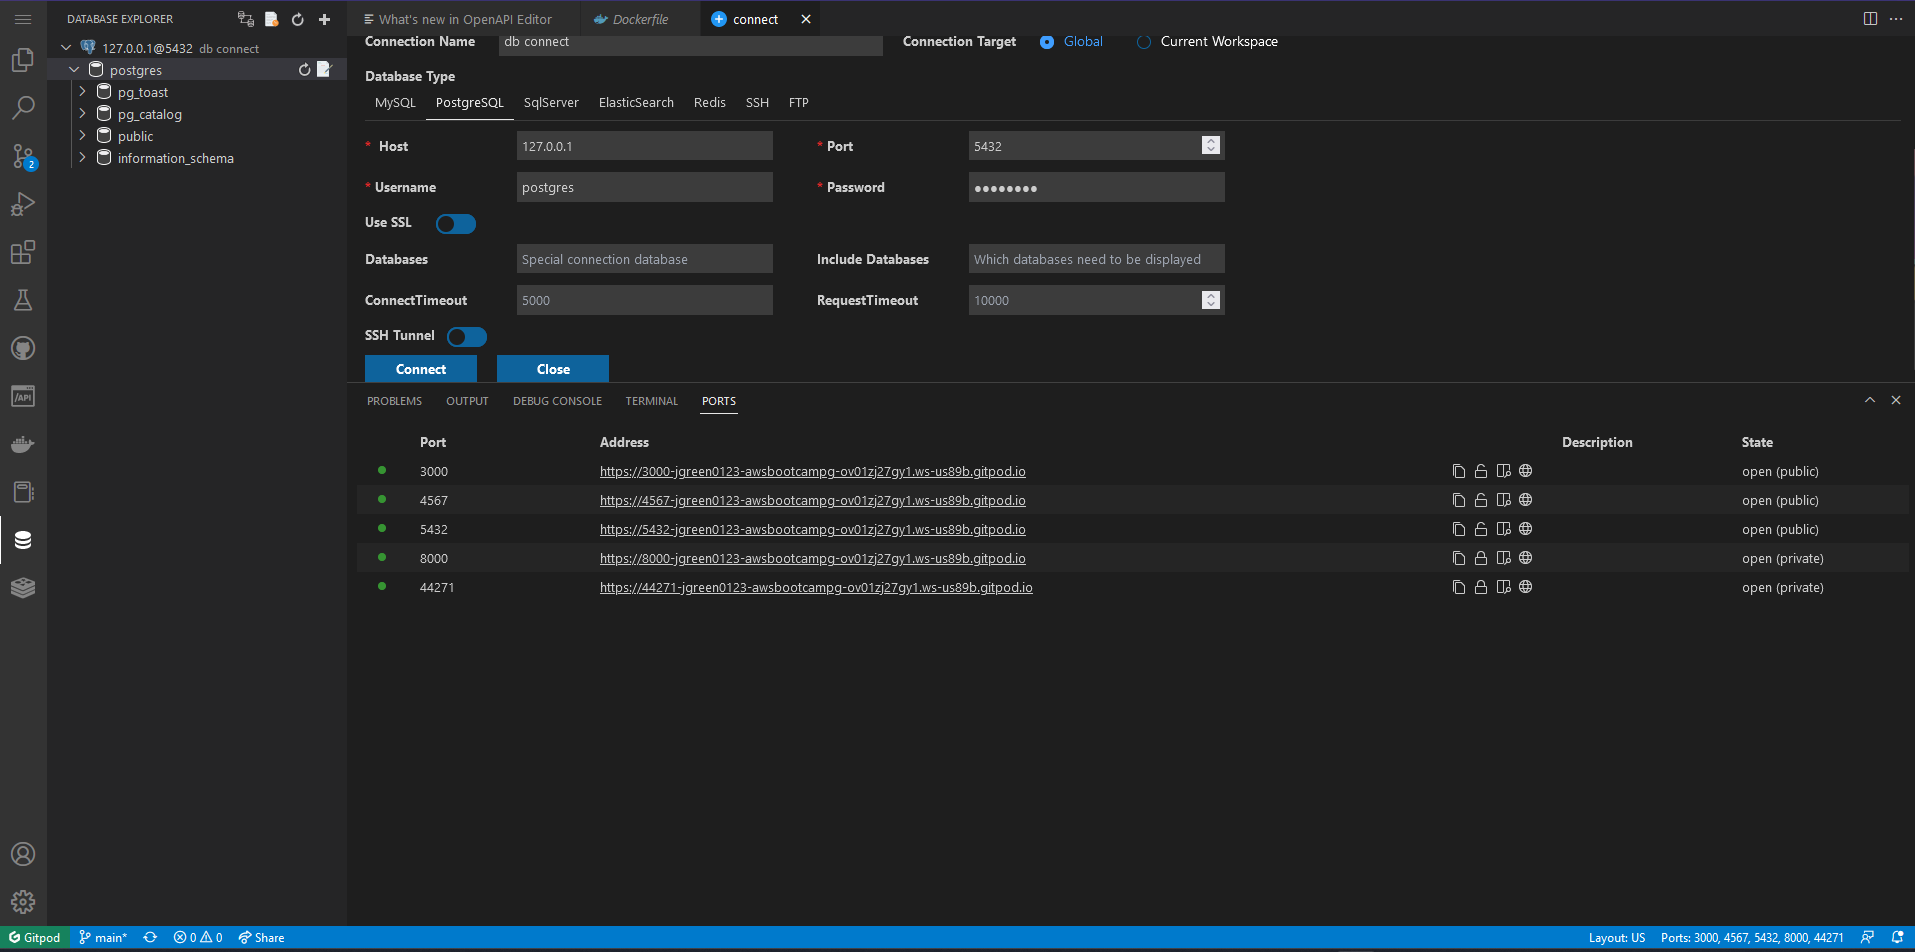 DATABASE EXPLORER
127.0.0.1@5432 db connect
postgres
pg_toast
pg_catalog
public
information_schema
2
/API
What's new in OpenAPI Editor
Dockerfile
connect
Connection Name
db connect
Connection Target
Global
Current Workspace
Database Type
MySQL PostgreSQL SqlServer ElasticSearch Redis SSH FTP
* Host 127.0.0.1 * Port 5432
* Username postgres * Password ●●●●●●●●
Use SSL
Databases Special connection database Include Databases Which databases need to be displayed
ConnectTimeout 5000 RequestTimeout 10000
SSH Tunnel
Connect Close
PROBLEMS OUTPUT DEBUG CONSOLE TERMINAL PORTS
Port Address Description State
3000 https://3000-jgreen0123-awsbootcampg-ov01zj27gy1.ws-us89b.gitpod.io open (public)
4567 https://4567-jgreen0123-awsbootcampg-ov01zj27gy1.ws-us89b.gitpod.io open (public)
5432 https://5432-jgreen0123-awsbootcampg-ov01zj27gy1.ws-us89b.gitpod.io open (public)
8000 https://8000-jgreen0123-awsbootcampg-ov01zj27gy1.ws-us89b.gitpod.io open (private)
44271 https://44271-jgreen0123-awsbootcampg-ov01zj27gy1.ws-us89b.gitpod.io open (private)
Gitpod main* 0 0 Share Layout: US Ports: 3000, 4567, 5432, 8000, 44271